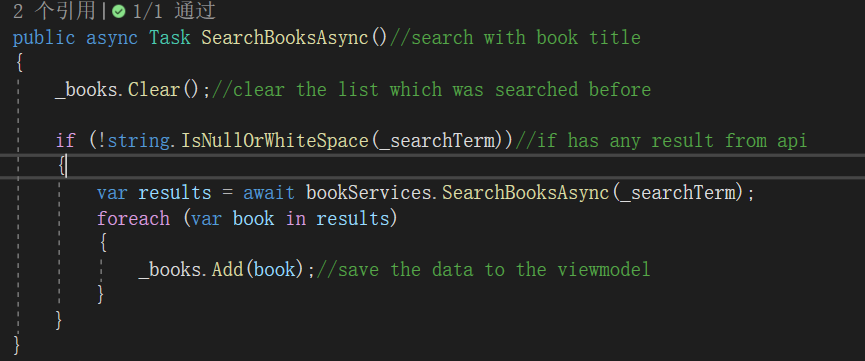 2 个引用|1/1 通过
public async Task SearchBooksAsync()//search with book title
{
_books.Clear();//clear the list which was searched before
if (!string.IsNullOrWhiteSpace(_searchTerm))//if has any result from api
{
var results = await bookServices.SearchBooksAsync(_searchTerm);
foreach (var book in results)
{
_books.Add(book);//save the data to the viewmodel
}
}
}